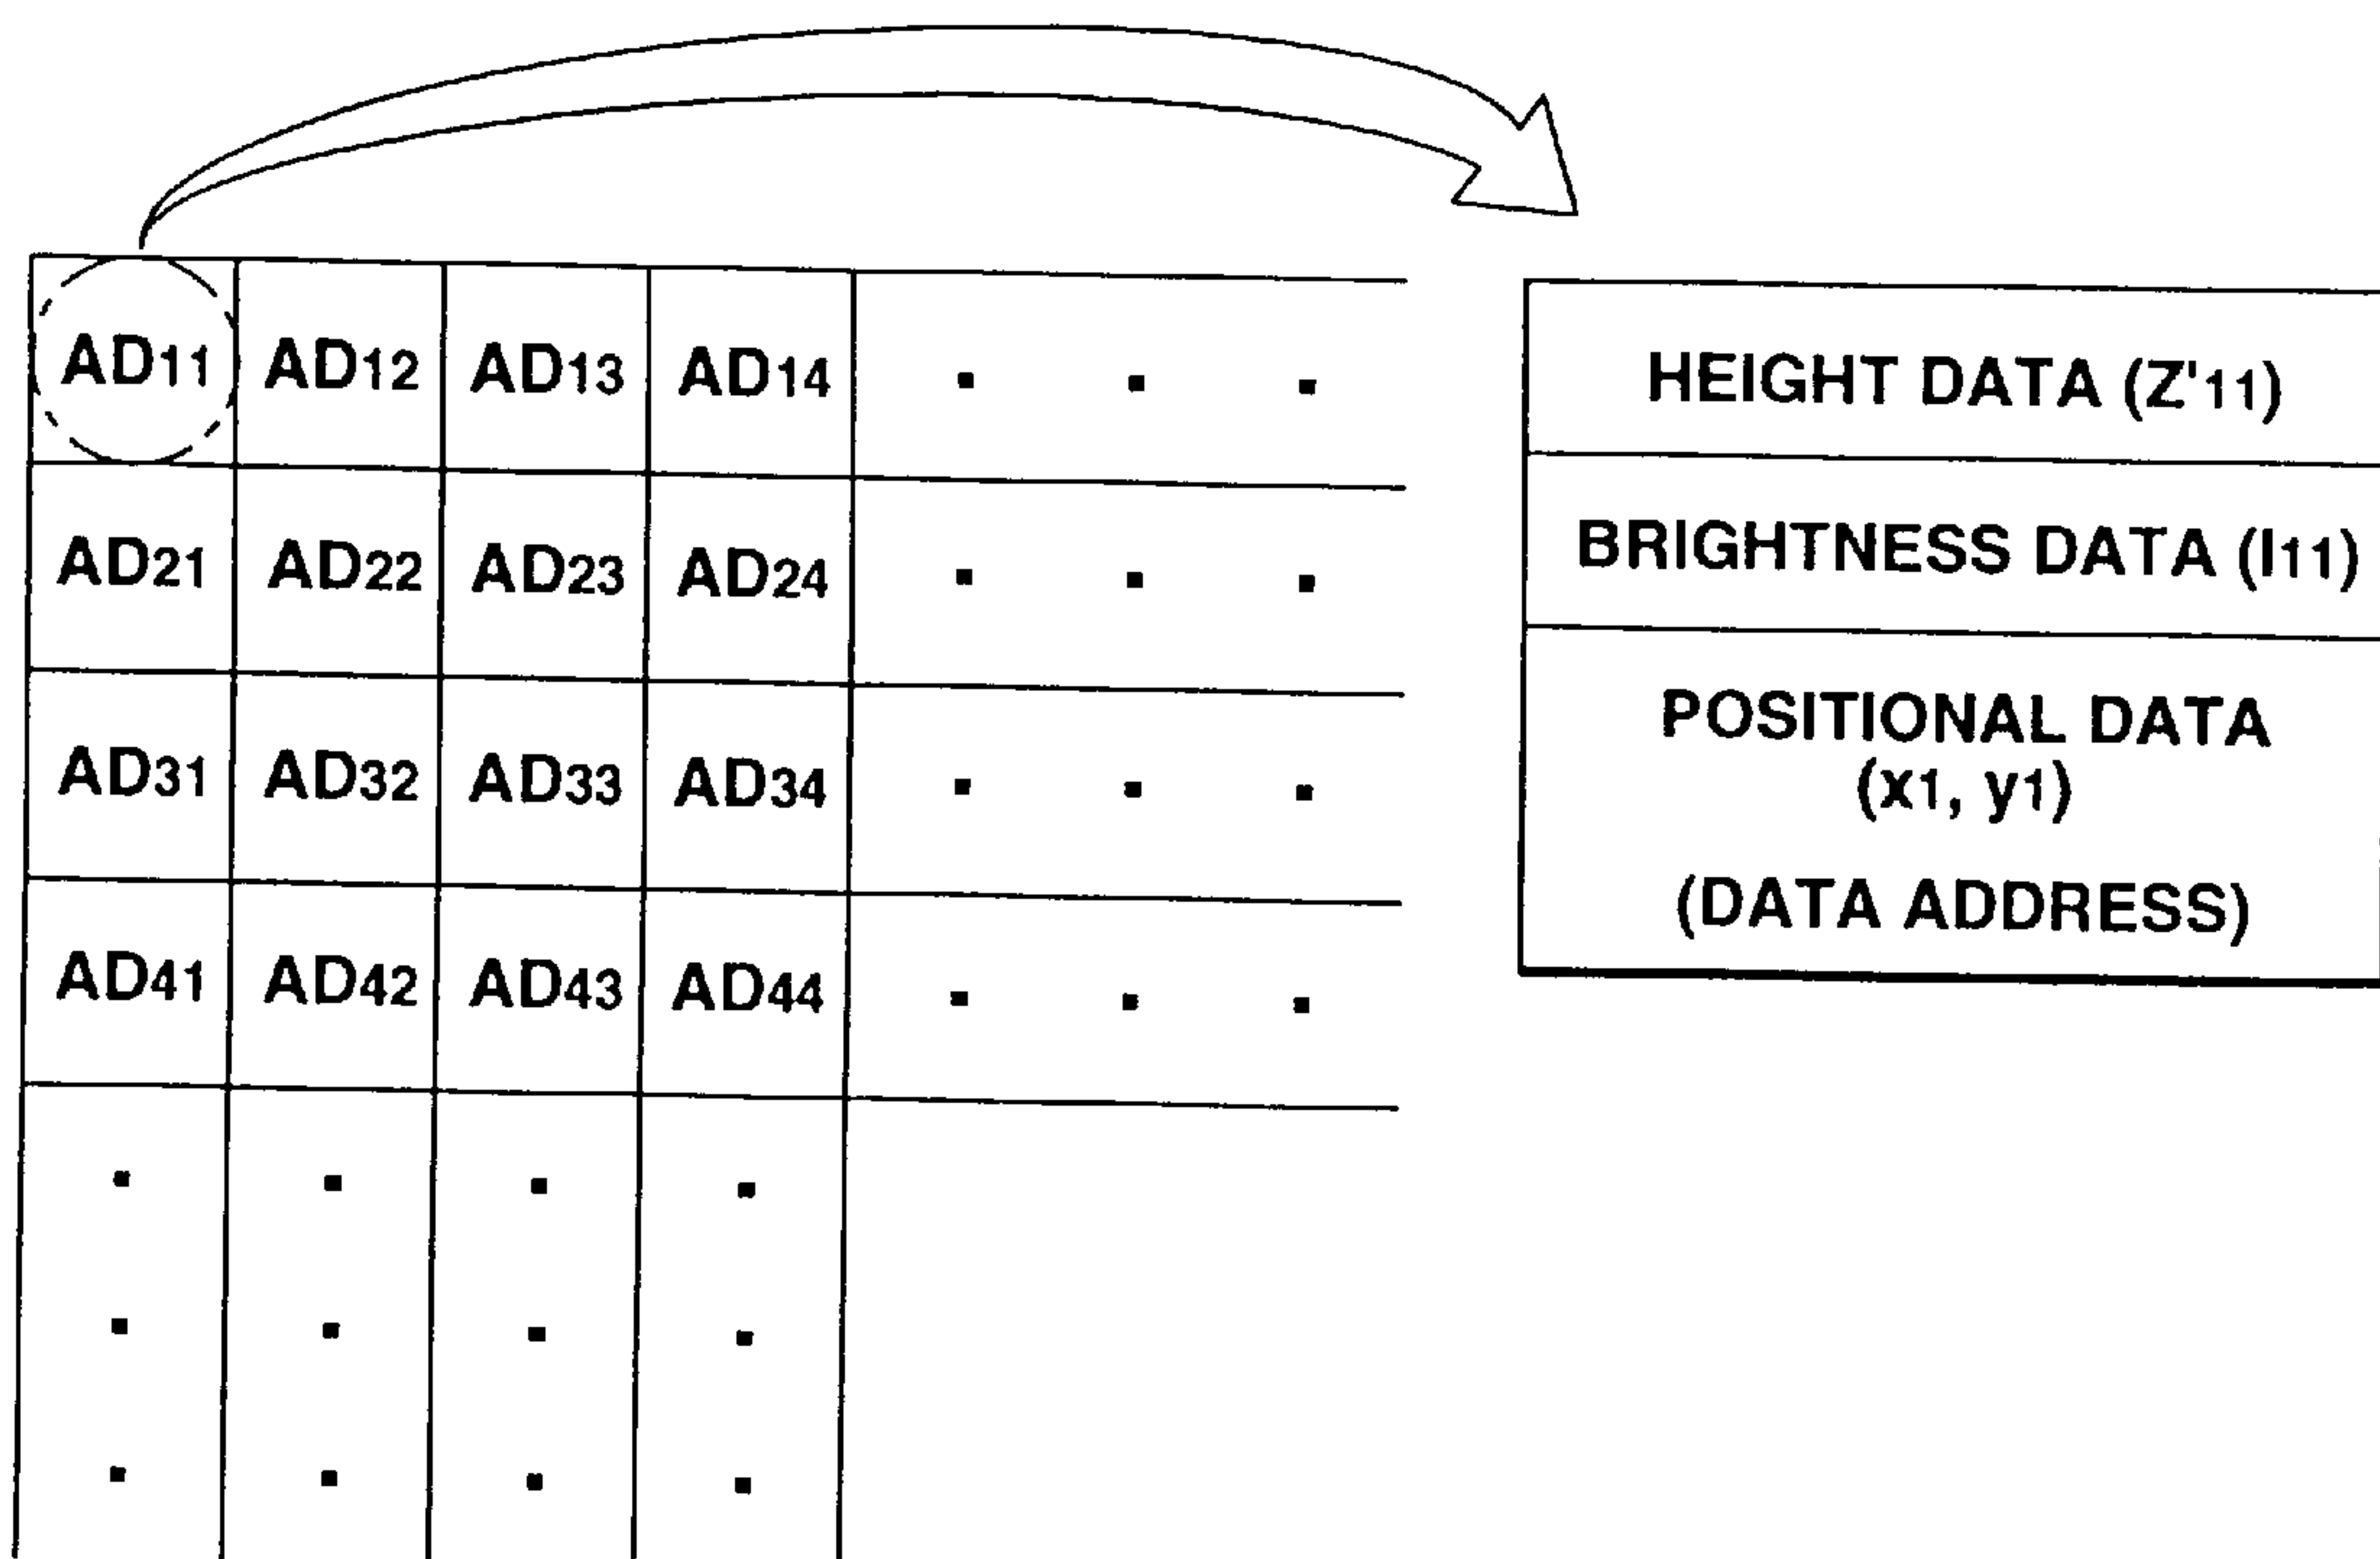 AD11 AD12 AD13 AD14 . . .
AD21 AD22 AD23 AD24 . . .
AD31 AD32 AD33 AD34 . . .
AD41 AD42 AD43 AD44 . . .
. . . .
. . . .
. . . .
HEIGHT DATA (Z'11)
BRIGHTNESS DATA (I11)
POSITIONAL DATA
(x1, y1)
(DATA ADDRESS)